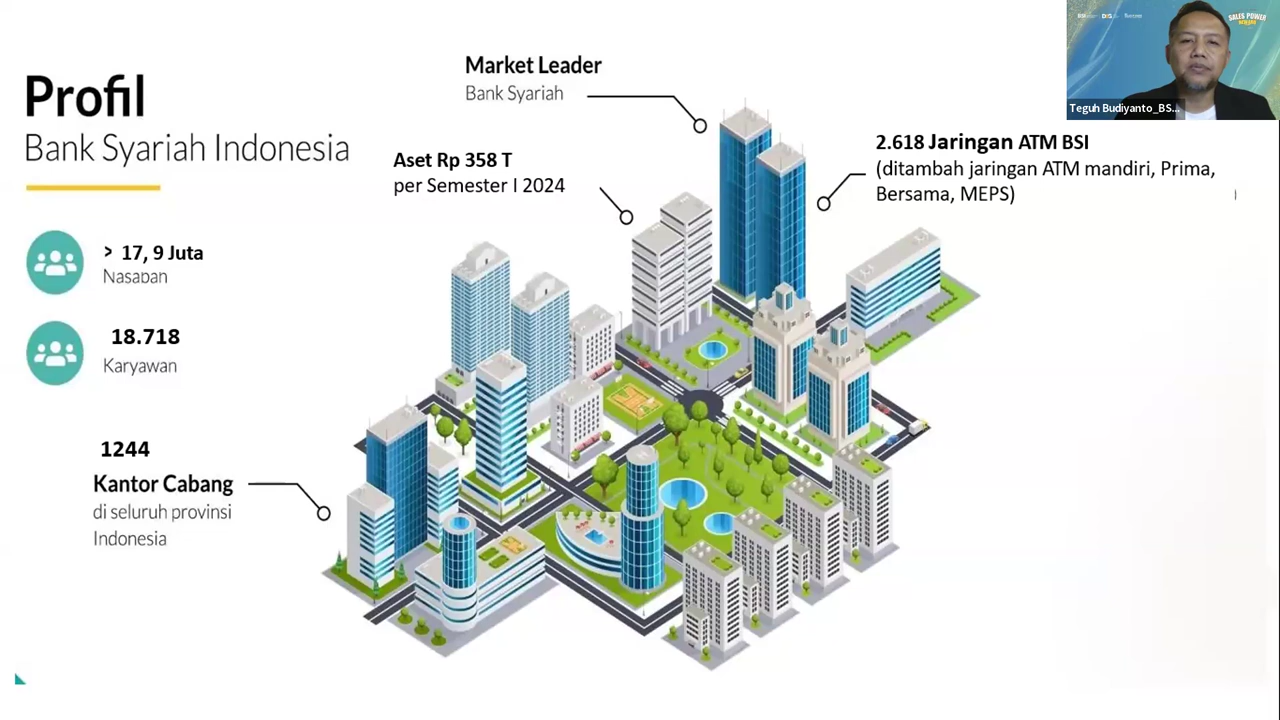 Profil
Bank Syariah Indonesia
> 17, 9 Juta
Nasabah
18.718
Karyawan
1244
Kantor Cabang
di seluruh provinsi
Indonesia
Market Leader
Bank Syariah
Aset Rp 358 T
per Semester I 2024
2.618 Jaringan ATM BSI
(ditambah jaringan ATM mandiri, Prima,
Bersama, MEPS)
SALES POWER
Teguh Budiyanto_BS...